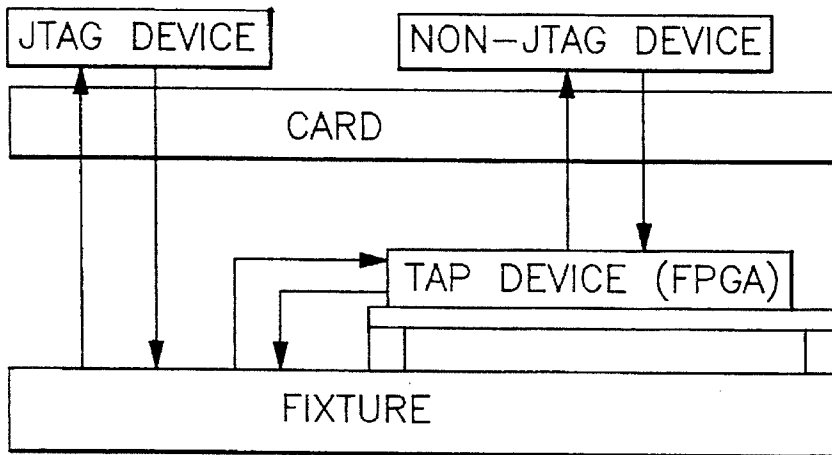 JTAG DEVICE
NON-JTAG DEVICE
CARD
TAP DEVICE (FPGA)
FIXTURE